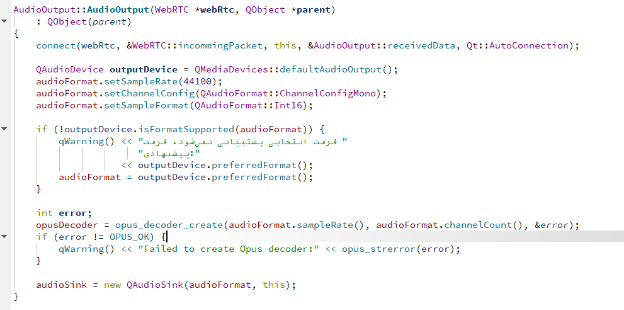 AudioOutput::AudioOutput(WebRTC *webRtc, QObject *parent)
    : QObject(parent)
{
    connect(webRtc, &WebRTC::incommingPacket, this, &AudioOutput::receivedData, Qt::AutoConnection);
    QAudioDevice outputDevice = QMediaDevices::defaultAudioOutput();
    audioFormat.setSampleRate(44100);
    audioFormat.setChannelConfig(QAudioFormat::ChannelConfigMono);
    audioFormat.setSampleFormat(QAudioFormat::Int16);
    if (!outputDevice.isFormatSupported(audioFormat)) {
        qWarning() << "فرمت انتخابی پشتیبانی نمی‌شود، فرمت "
                      "پیشنهادی:"
                   << outputDevice.preferredFormat();
        audioFormat = outputDevice.preferredFormat();
    }
    int error;
    opusDecoder = opus_decoder_create(audioFormat.sampleRate(), audioFormat.channelCount(), &error);
    if (error != OPUS_OK) {
        qWarning() << "Failed to create Opus decoder:" << opus_strerror(error);
    }
    audioSink = new QAudioSink(audioFormat, this);
}